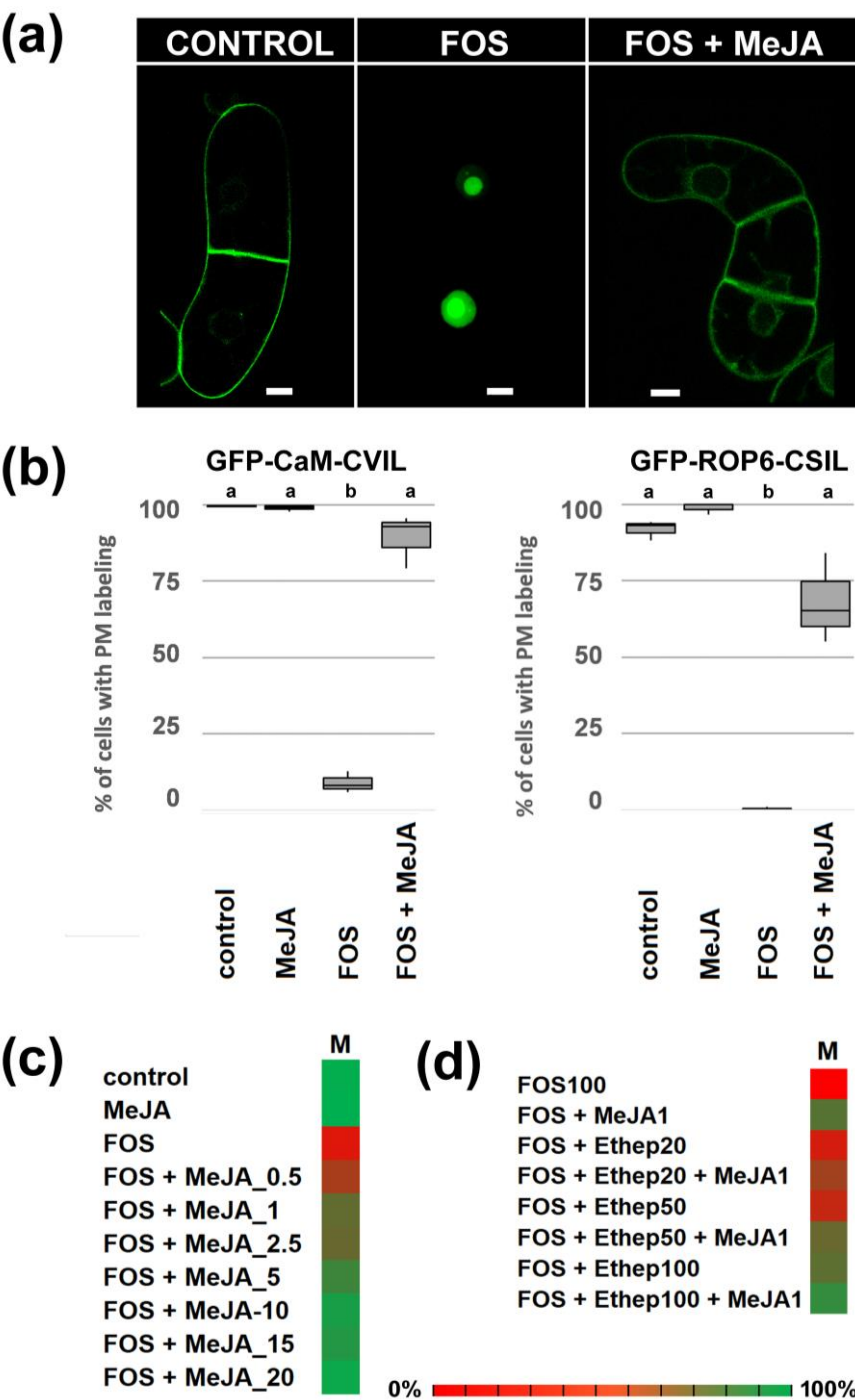 (a)
CONTROL FOS FOS + MeJA
(b)
GFP-CaM-CVIL
a a b a
% of cells with PM labeling
100
75
50
25
0
control
MeJA
FOS
FOS + MeJA
GFP-ROP6-CSIL
a a b a
% of cells with PM labeling
100
75
50
25
0
control
MeJA
FOS
FOS + MeJA
(c)
M
control
MeJA
FOS
FOS + MeJA_0.5
FOS + MeJA_1
FOS + MeJA_2.5
FOS + MeJA_5
FOS + MeJA-10
FOS + MeJA_15
FOS + MeJA_20
(d)
M
FOS100
FOS + MeJA1
FOS + Ethep20
FOS + Ethep20 + MeJA1
FOS + Ethep50
FOS + Ethep50 + MeJA1
FOS + Ethep100
FOS + Ethep100 + MeJA1
0% 100%